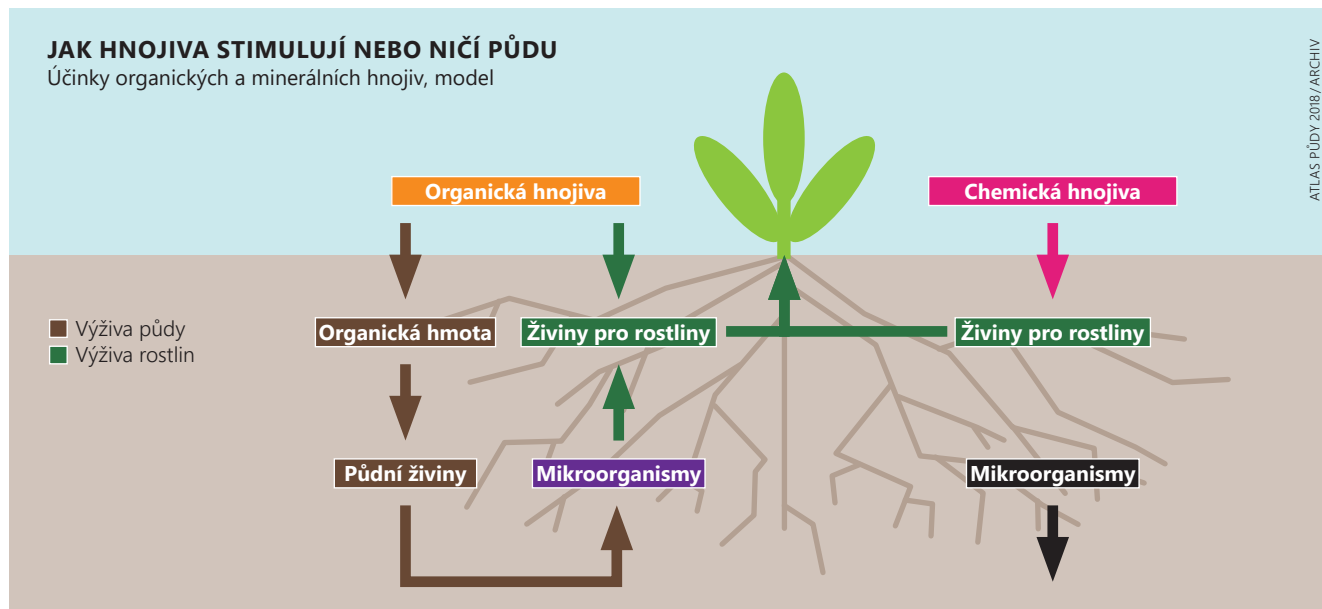 JAK HNOJIVA STIMULUJÍ NEBO NIČÍ PŮDU
Účinky organických a minerálních hnojiv, model
ATLAS PŮDY 2018/ARCHIV
Organická hnojiva
Chemická hnojiva
Výživa půdy
Výživa rostlin
Organická hmota
Živiny pro rostliny
Živiny pro rostliny
Půdní živiny
Mikroorganismy
Mikroorganismy